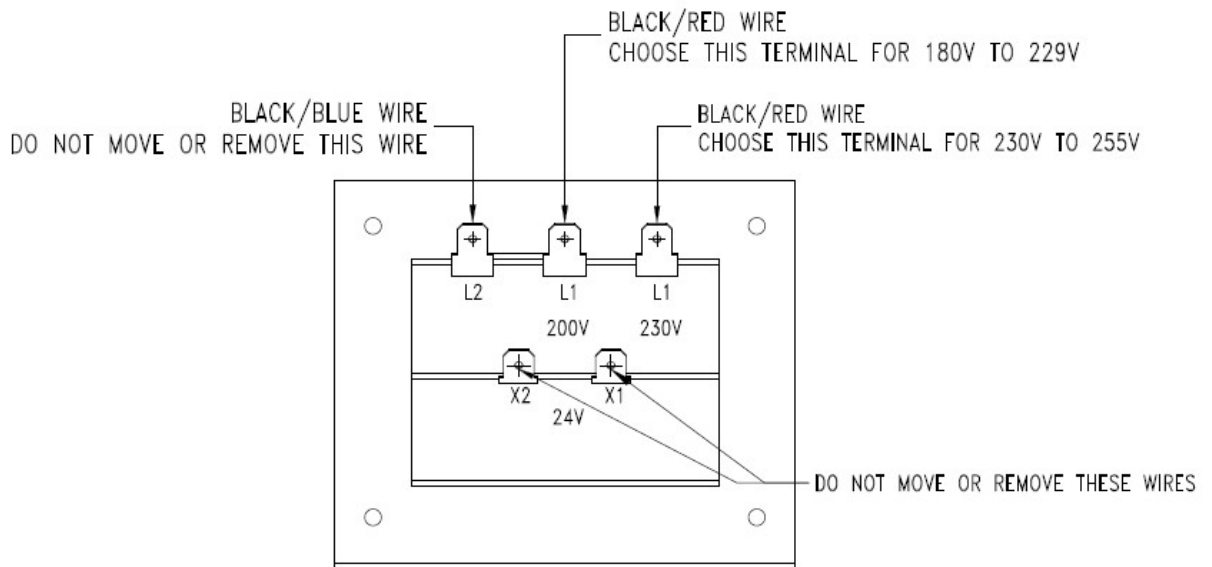 BLACK/RED WIRE
CHOOSE THIS TERMINAL FOR 180V TO 229V
BLACK/BLUE WIRE
DO NOT MOVE OR REMOVE THIS WIRE
BLACK/RED WIRE
CHOOSE THIS TERMINAL FOR 230V TO 255V
L2
L1
L1
200V
230V
X2
X1
24V
DO NOT MOVE OR REMOVE THESE WIRES